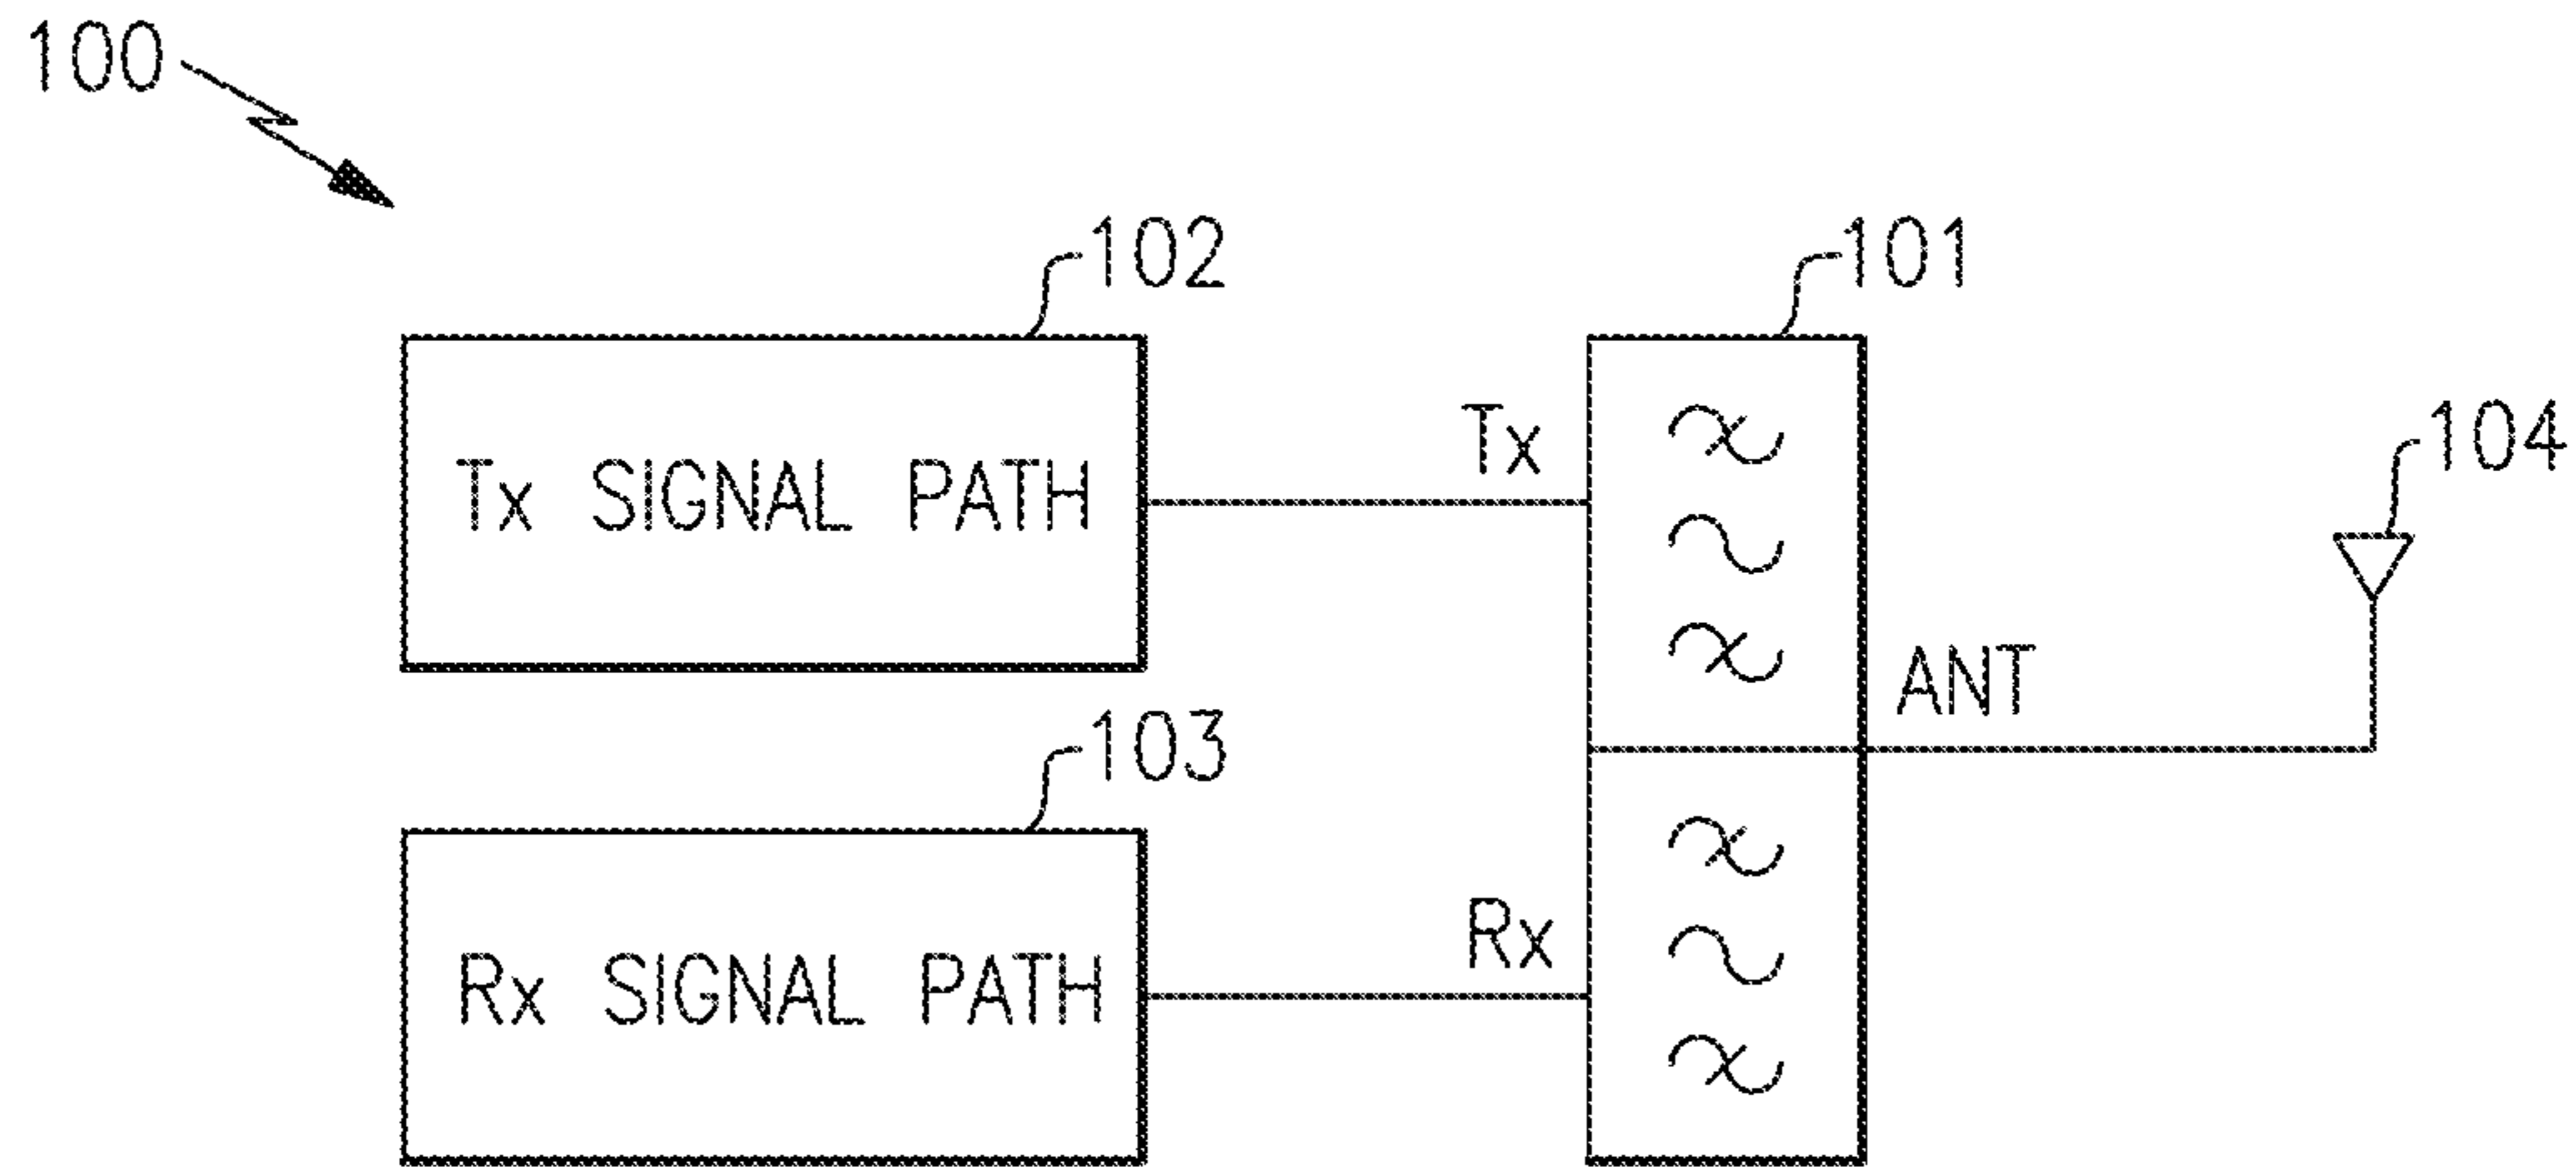 100
102
101
Tx
104
Tx SIGNAL PATH
ANT
103
Rx
Rx SIGNAL PATH